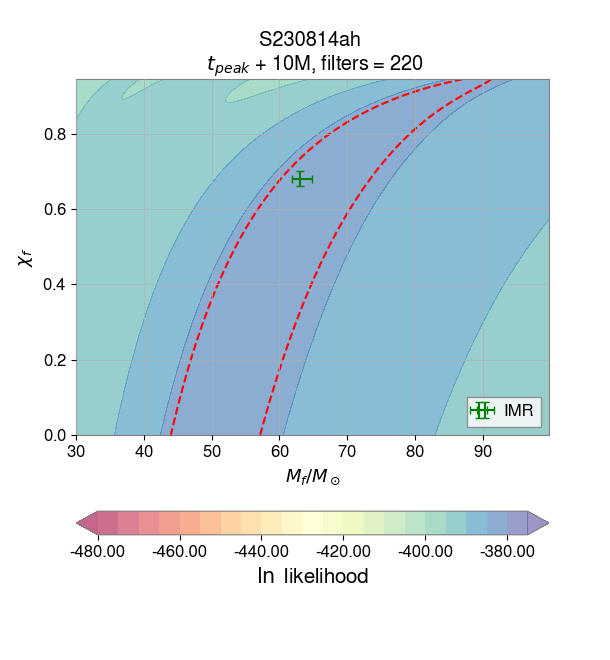 S230814ah
t_peak + 10M, filters = 220
0.8
0.6
0.4
0.2
0.0
χ_f
IMR
30 40 50 60 70 80 90
M_f/M_⊙
-480.00 -460.00 -440.00 -420.00 -400.00 -380.00
ln likelihood